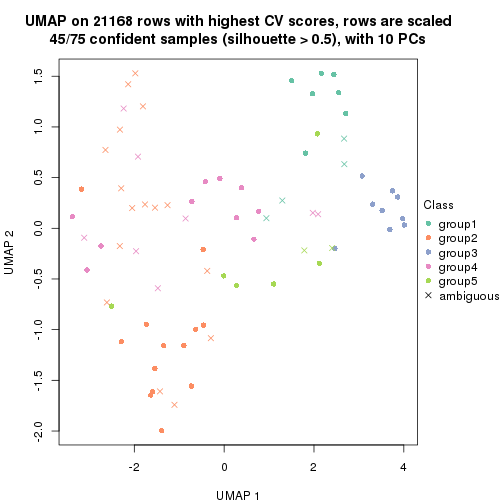 UMAP on 21168 rows with highest CV scores, rows are scaled
45/75 confident samples (silhouette > 0.5), with 10 PCs
1.5
1.0
0.5
0.0
-0.5
-1.0
-1.5
-2.0
UMAP 2
-2
0
2
4
UMAP 1
Class
group1
group2
group3
group4
group5
ambiguous